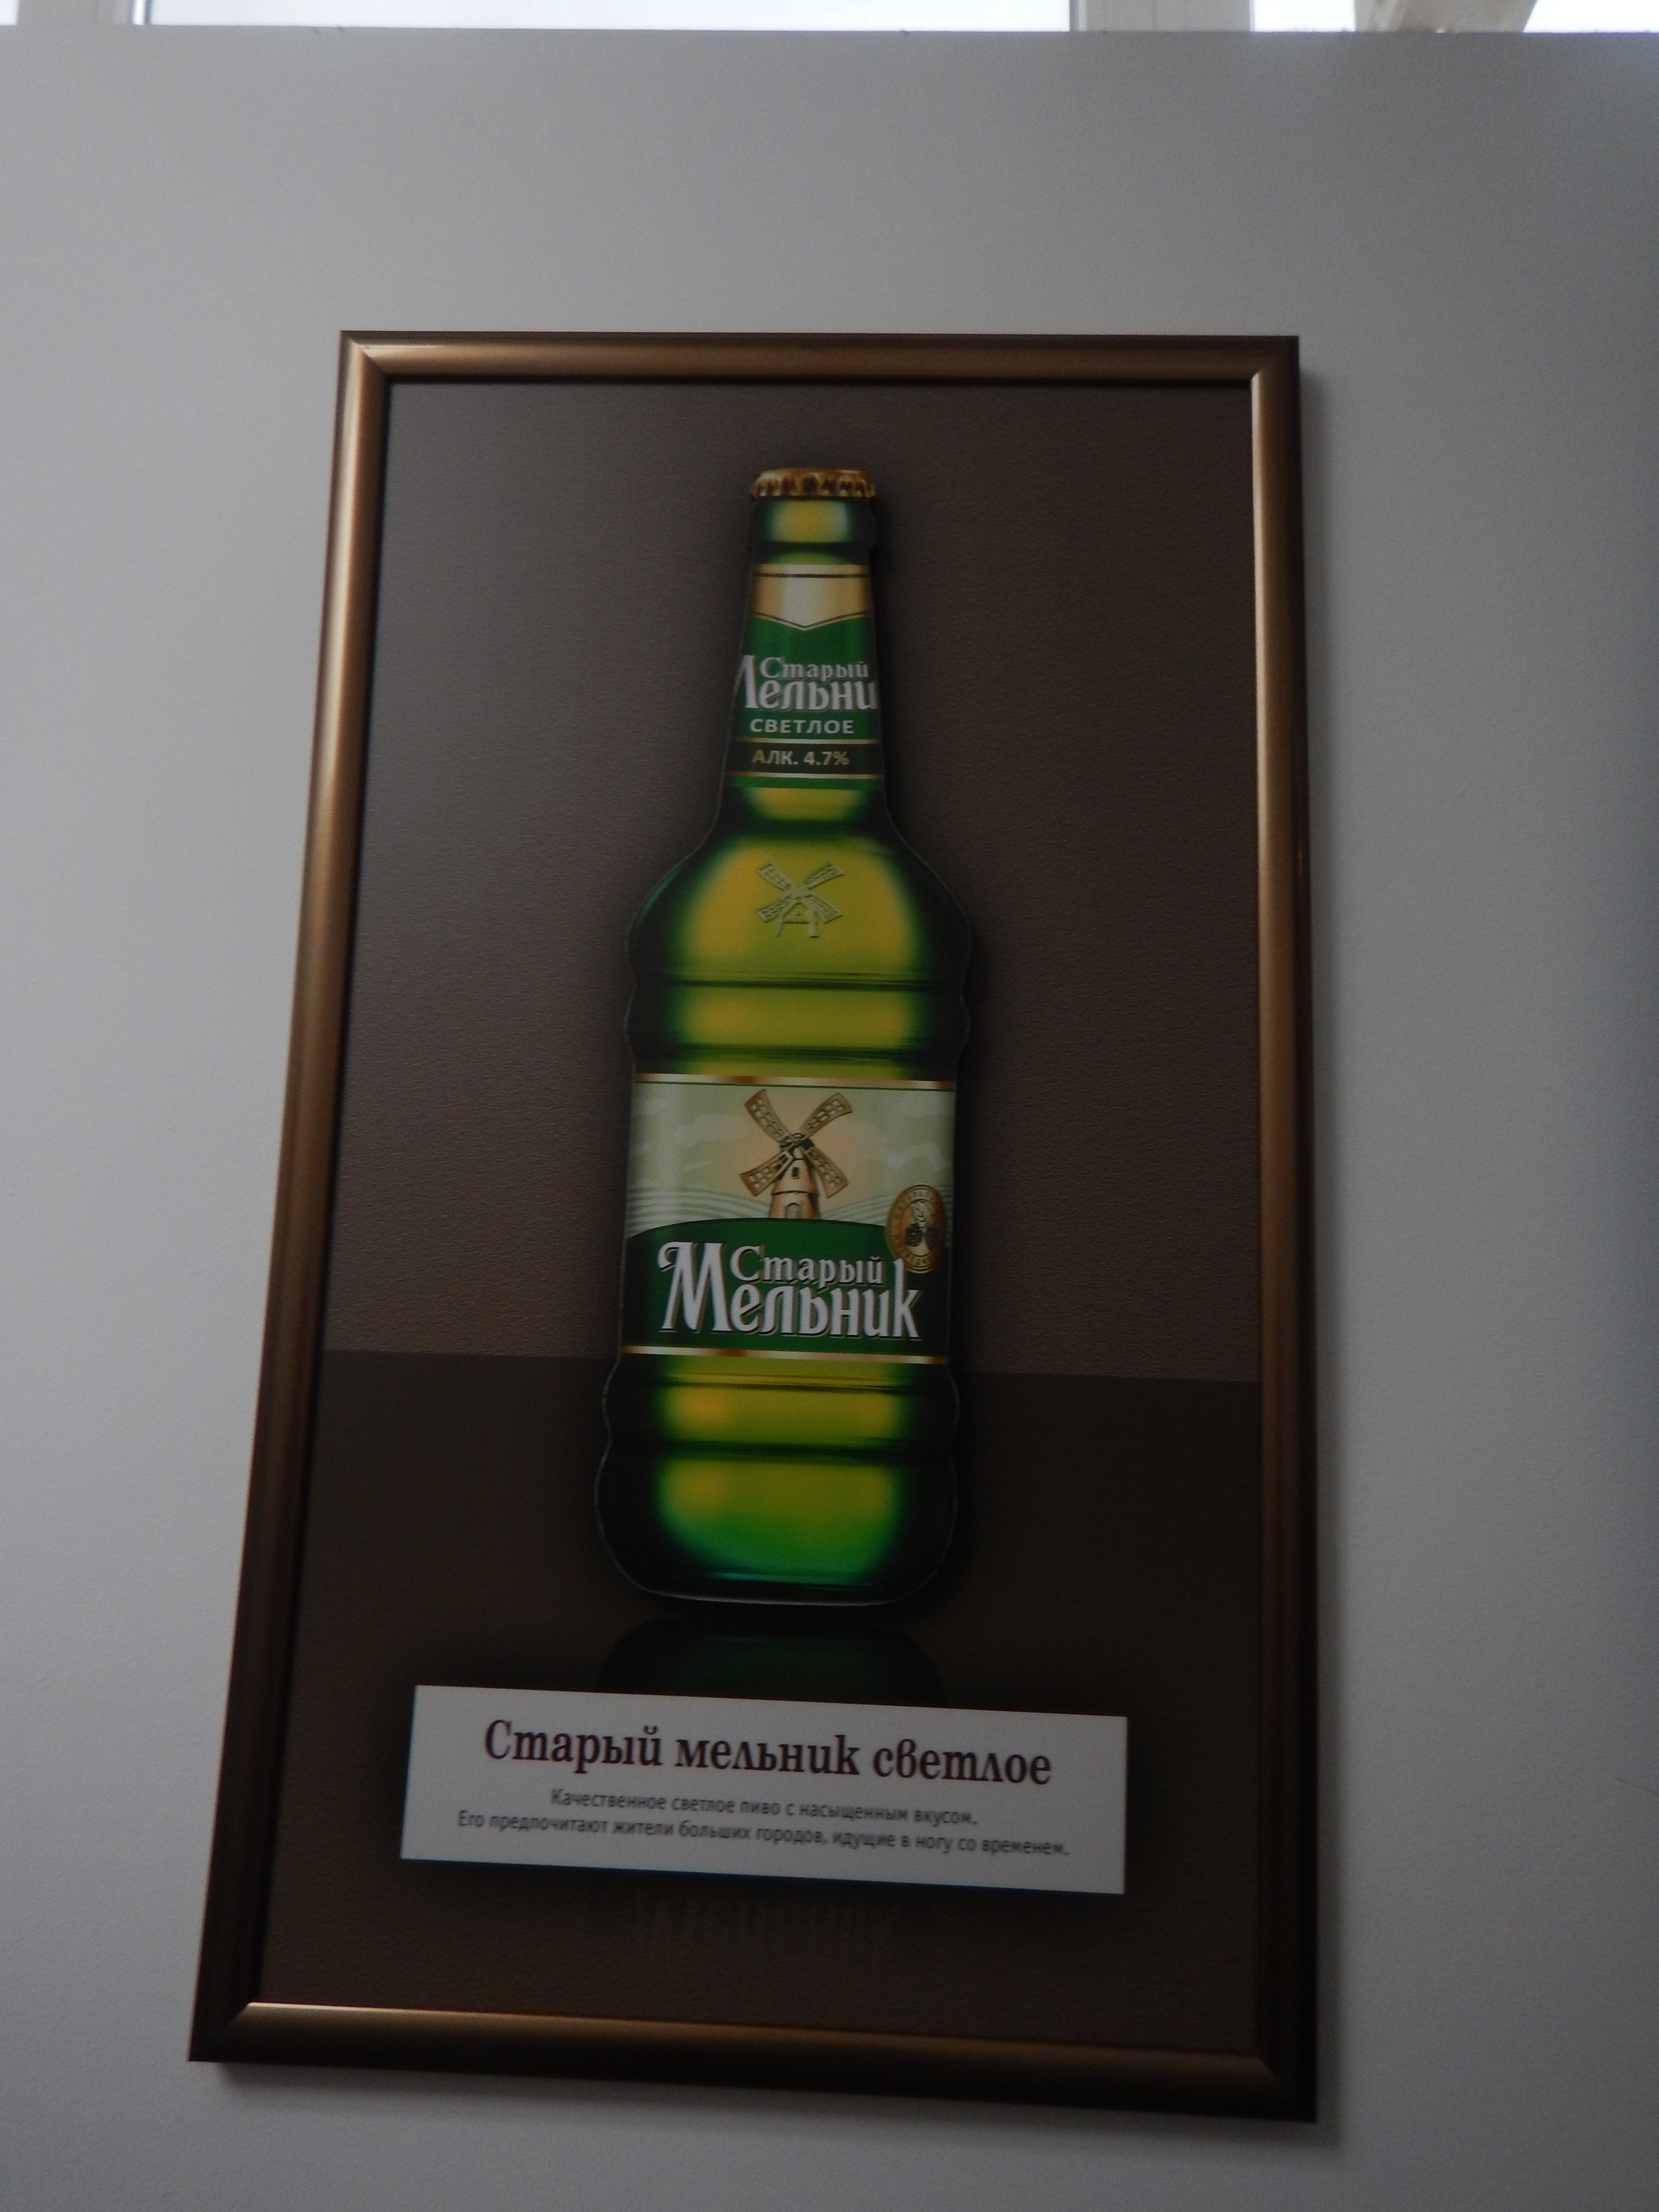 Старый
Мельни
СВЕТЛОЕ
АЛК. 4.7%
Старый
Мельник
Старый мельник светлое
Качественное светлое пиво с насыщенным вкусом.
Его предпочитают жители больших городов, идущие в ногу со временем.